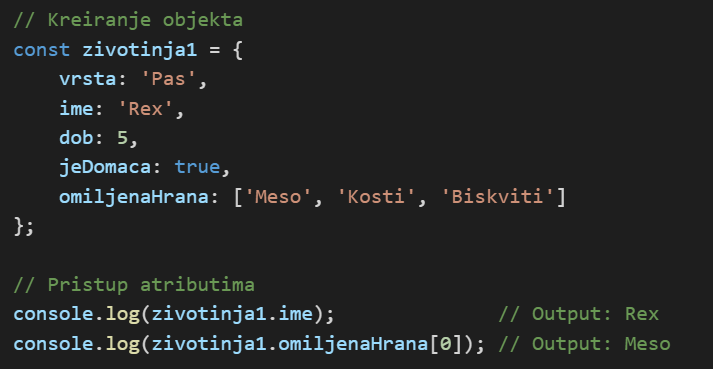 // Kreiranje objekta
const zivotinja1 = {
    vrsta: 'Pas',
    ime: 'Rex',
    dob: 5,
    jeDomaca: true,
    omiljenaHrana: ['Meso', 'Kosti', 'Biskviti']
};

// Pristup atributima
console.log(zivotinja1.ime);              // Output: Rex
console.log(zivotinja1.omiljenaHrana[0]); // Output: Meso